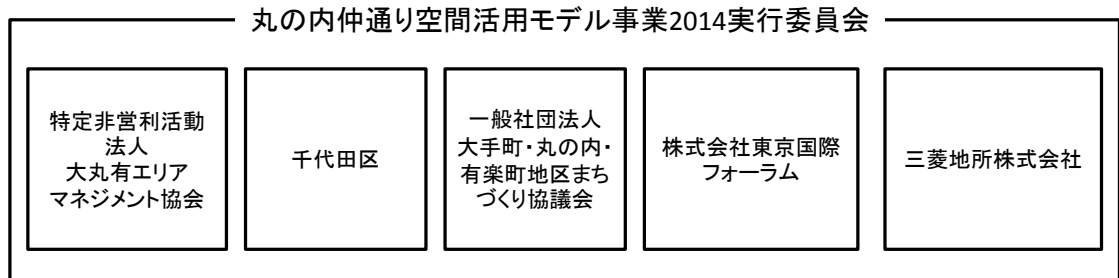 丸の内仲通り空間活用モデル事業2014実行委員会
特定非営利活動
法人
大丸有エリア
マネジメント協会
千代田区
一般社団法人
大手町・丸の内・
有楽町地区まち
づくり協議会
株式会社東京国際
フォーラム
三菱地所株式会社